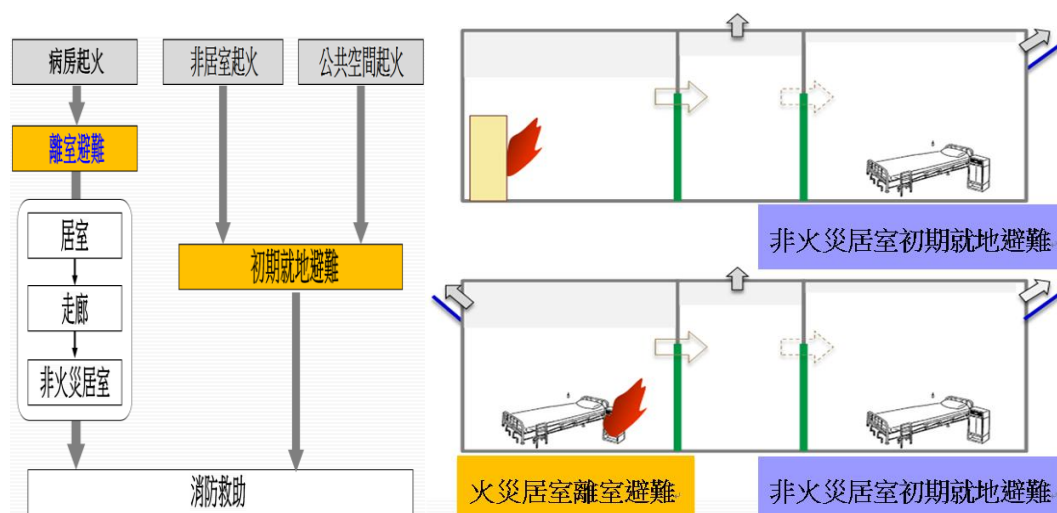 病房起火
非居室起火
公共空間起火
離室避難
居室
走廊
非火災居室
初期就地避難
消防救助
非火災居室初期就地避難
火災居室離室避難
非火災居室初期就地避難